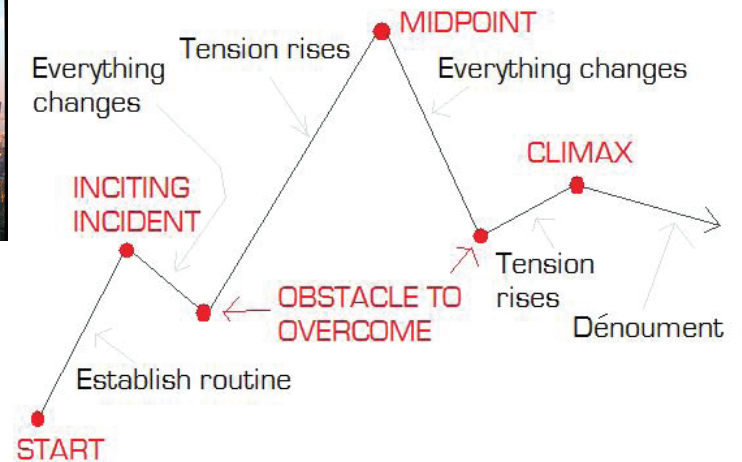 MIDPOINT
Tension rises
Everything
changes
Everything changes
CLIMAX
INCITING
INCIDENT
OBSTACLE TO
OVERCOME
Tension
rises
Dénoument
Establish routine
START